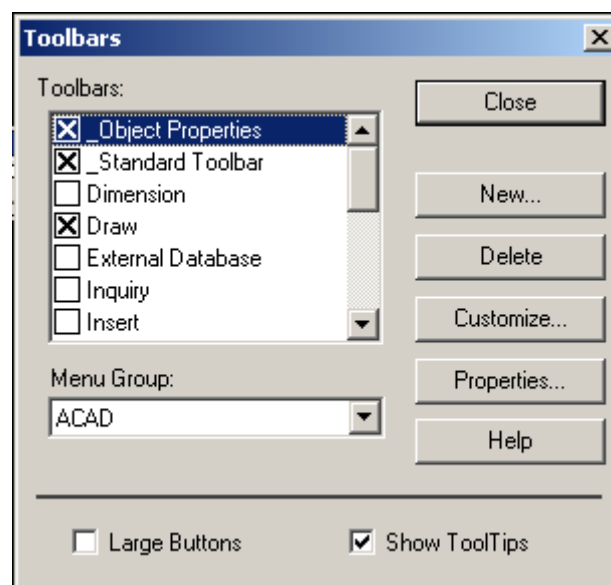 Toolbars
Toolbars:
_Object Properties
_Standard Toolbar
Dimension
Draw
External Database
Inquiry
Insert
Menu Group:
ACAD
Close
New...
Delete
Customize...
Properties...
Help
Large Buttons
Show ToolTips